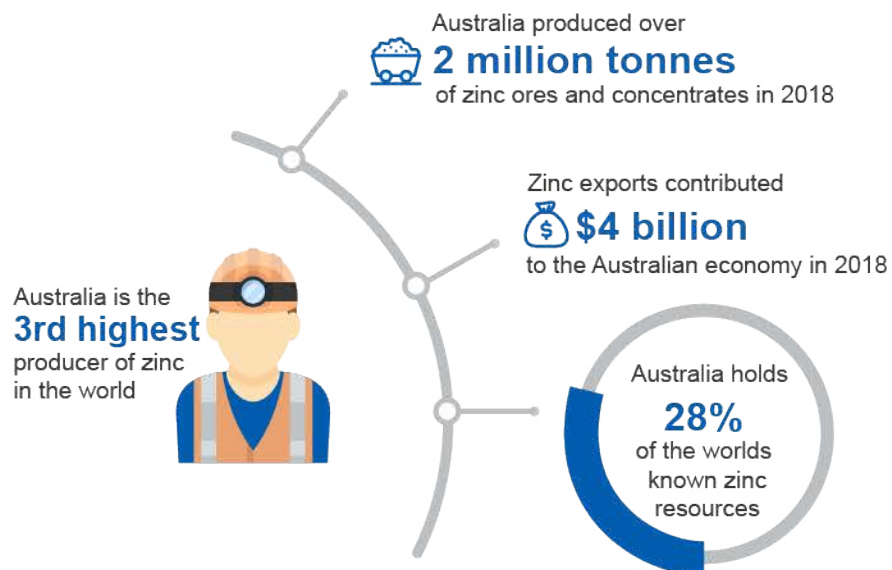 Australia produced over
2 million tonnes
of zinc ores and concentrates in 2018
Zinc exports contributed
$ $4 billion
to the Australian economy in 2018
Australia is the
3rd highest
producer of zinc
in the world
Australia holds
28%
of the worlds
known zinc
resources